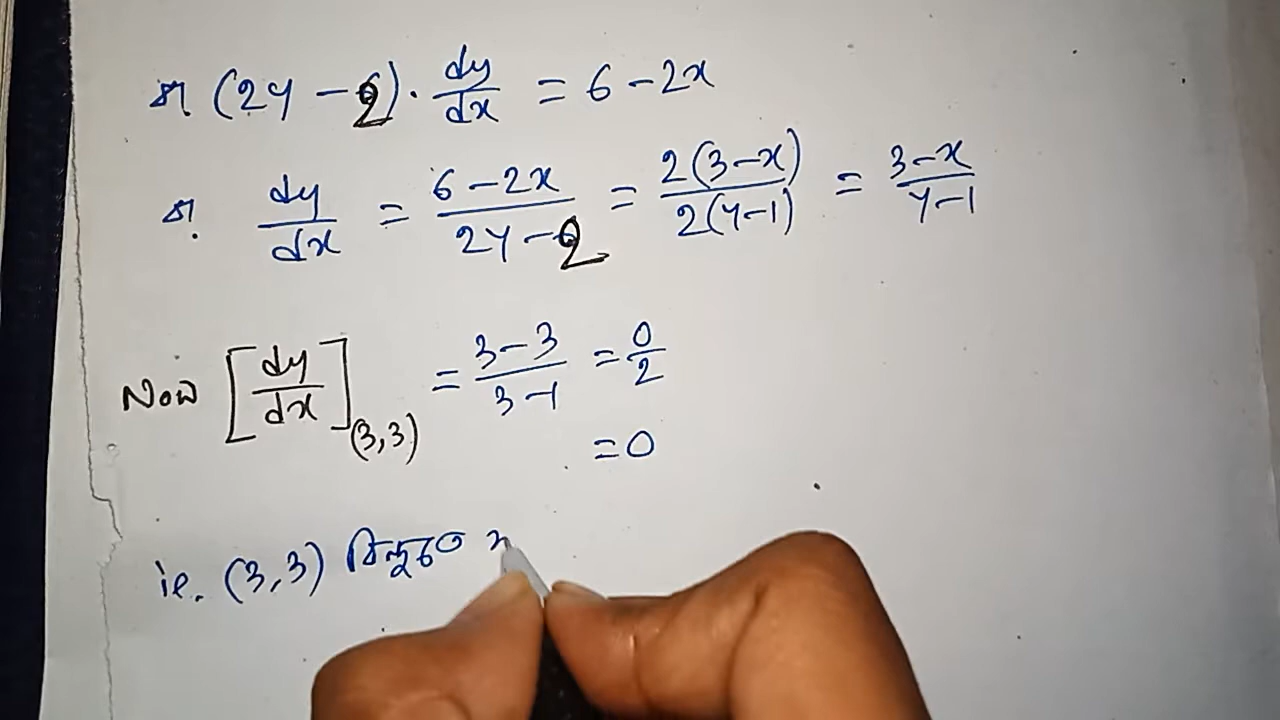 বা (2y - 2) · dy/dx = 6 - 2x
বা. dy/dx = (6 - 2x)/(2y - 2) = 2(3 - x)/2(y - 1) = (3 - x)/(y - 1)
Now [dy/dx](3,3) = (3 - 3)/(3 - 1) = 0/2
= 0
ie. (3,3) বিন্দুতে